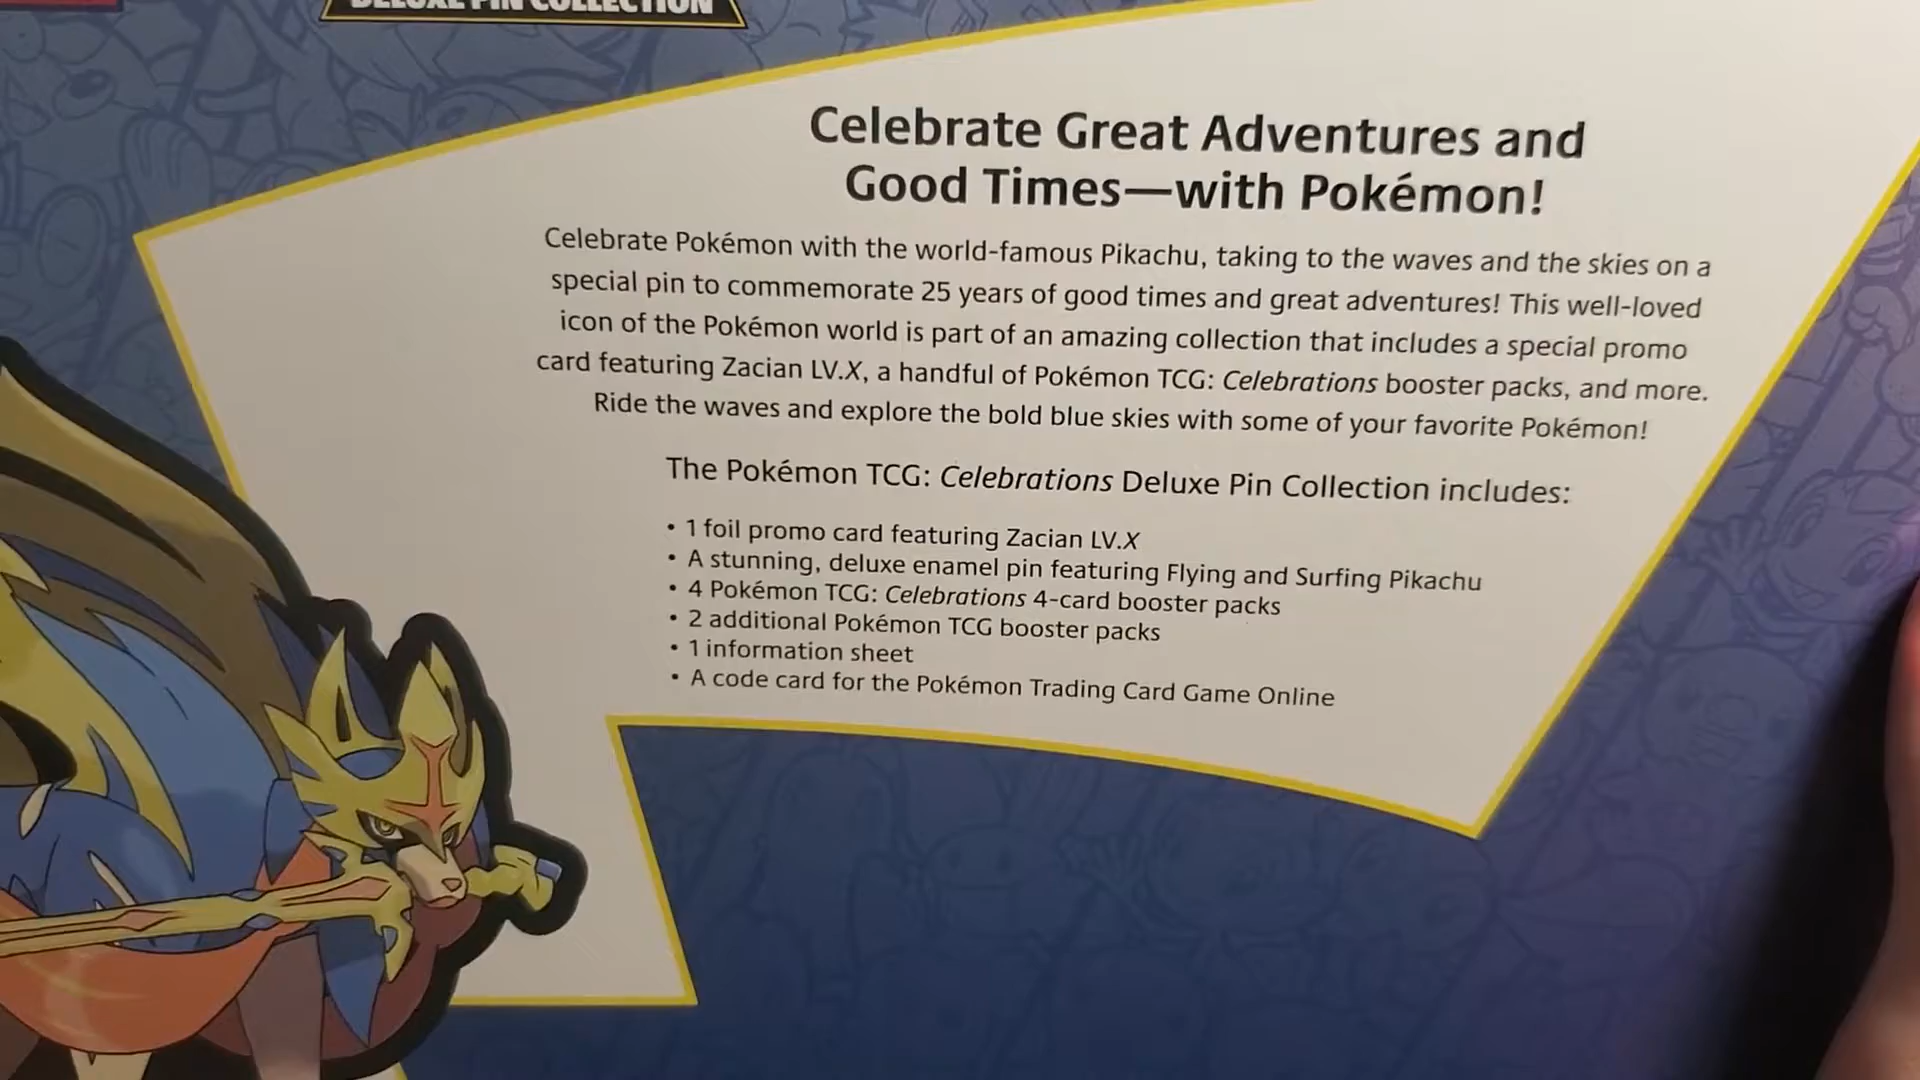 DELUXE PIN COLLECTION
Celebrate Great Adventures and
Good Times—with Pokémon!
Celebrate Pokémon with the world-famous Pikachu, taking to the waves and the skies on a
special pin to commemorate 25 years of good times and great adventures! This well-loved
icon of the Pokémon world is part of an amazing collection that includes a special promo
card featuring Zacian LV.X, a handful of Pokémon TCG: Celebrations booster packs, and more.
Ride the waves and explore the bold blue skies with some of your favorite Pokémon!
The Pokémon TCG: Celebrations Deluxe Pin Collection includes:
• 1 foil promo card featuring Zacian LV.X
• A stunning, deluxe enamel pin featuring Flying and Surfing Pikachu
• 4 Pokémon TCG: Celebrations 4-card booster packs
• 2 additional Pokémon TCG booster packs
• 1 information sheet
• A code card for the Pokémon Trading Card Game Online